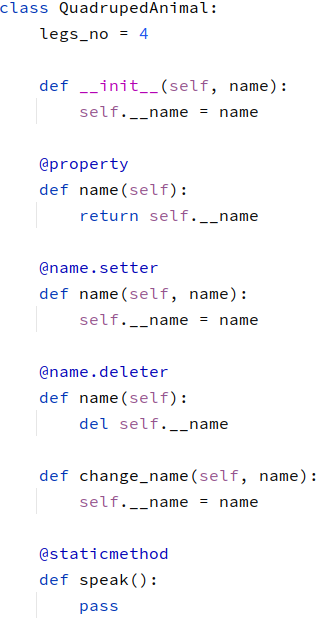 class QuadrupedAnimal:
    legs_no = 4

    def __init__(self, name):
        self.__name = name

    @property
    def name(self):
        return self.__name

    @name.setter
    def name(self, name):
        self.__name = name

    @name.deleter
    def name(self):
        del self.__name

    def change_name(self, name):
        self.__name = name

    @staticmethod
    def speak():
        pass